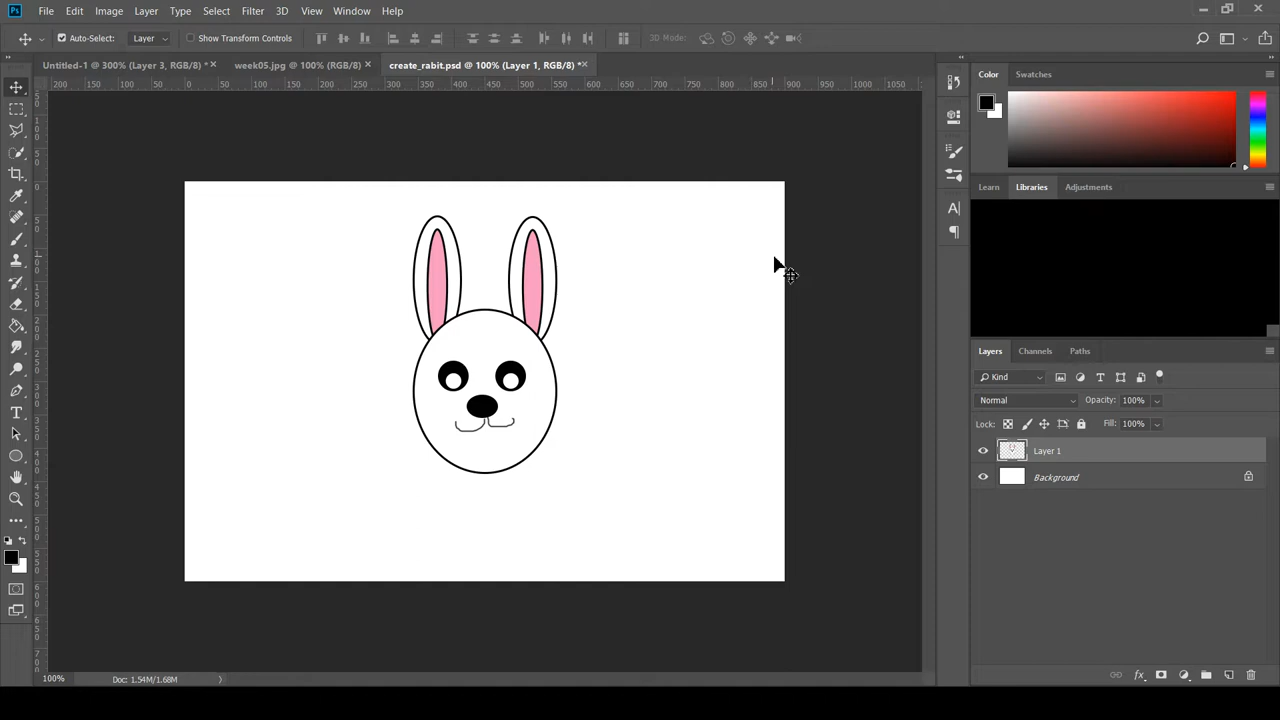 Ps File Edit Image Layer Type Select Filter 3D View Window Help
Auto-Select: Layer Show Transform Controls 3D Mode:
Untitled-1 @ 300% (Layer 3, RGB/8) * × week05.jpg @ 100% (RGB/8) × create_rabit.psd @ 100% (Layer 1, RGB/8) * ×
200 150 100 50 0 50 100 150 200 250 300 350 400 450 500 550 600 650 700 750 800 850 900 950 1000 1050
Color Swatches
Learn Libraries Adjustments
Layers Channels Paths
Kind
Normal Opacity: 100%
Lock: Fill: 100%
Layer 1
Background
fx
100% Doc: 1.54M/1.68M